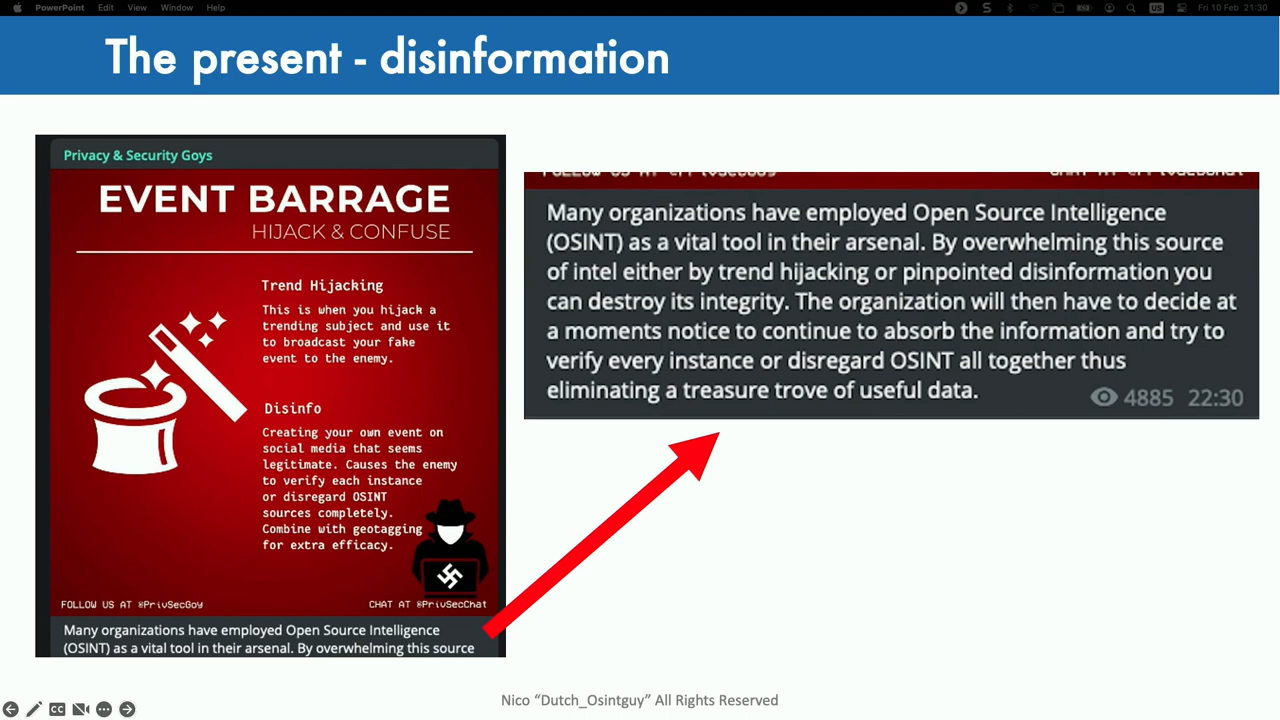 PowerPoint Edit View Window Help
US Fri 10 Feb 21:30
The present - disinformation
Privacy & Security Goys
EVENT BARRAGE
HIJACK & CONFUSE
Trend Hijacking
This is when you hijack a
trending subject and use it
to broadcast your fake
event to the enemy.
Disinfo
Creating your own event on
social media that seems
legitimate. Causes the enemy
to verify each instance
or disregard OSINT
sources completely.
Combine with geotagging
for extra efficacy.
FOLLOW US AT @PrivSecGoy
CHAT AT @PrivSecChat
Many organizations have employed Open Source Intelligence
(OSINT) as a vital tool in their arsenal. By overwhelming this source
Many organizations have employed Open Source Intelligence
(OSINT) as a vital tool in their arsenal. By overwhelming this source
of intel either by trend hijacking or pinpointed disinformation you
can destroy its integrity. The organization will then have to decide at
a moments notice to continue to absorb the information and try to
verify every instance or disregard OSINT all together thus
eliminating a treasure trove of useful data.
4885 22:30
Nico “Dutch_Osintguy” All Rights Reserved
CC